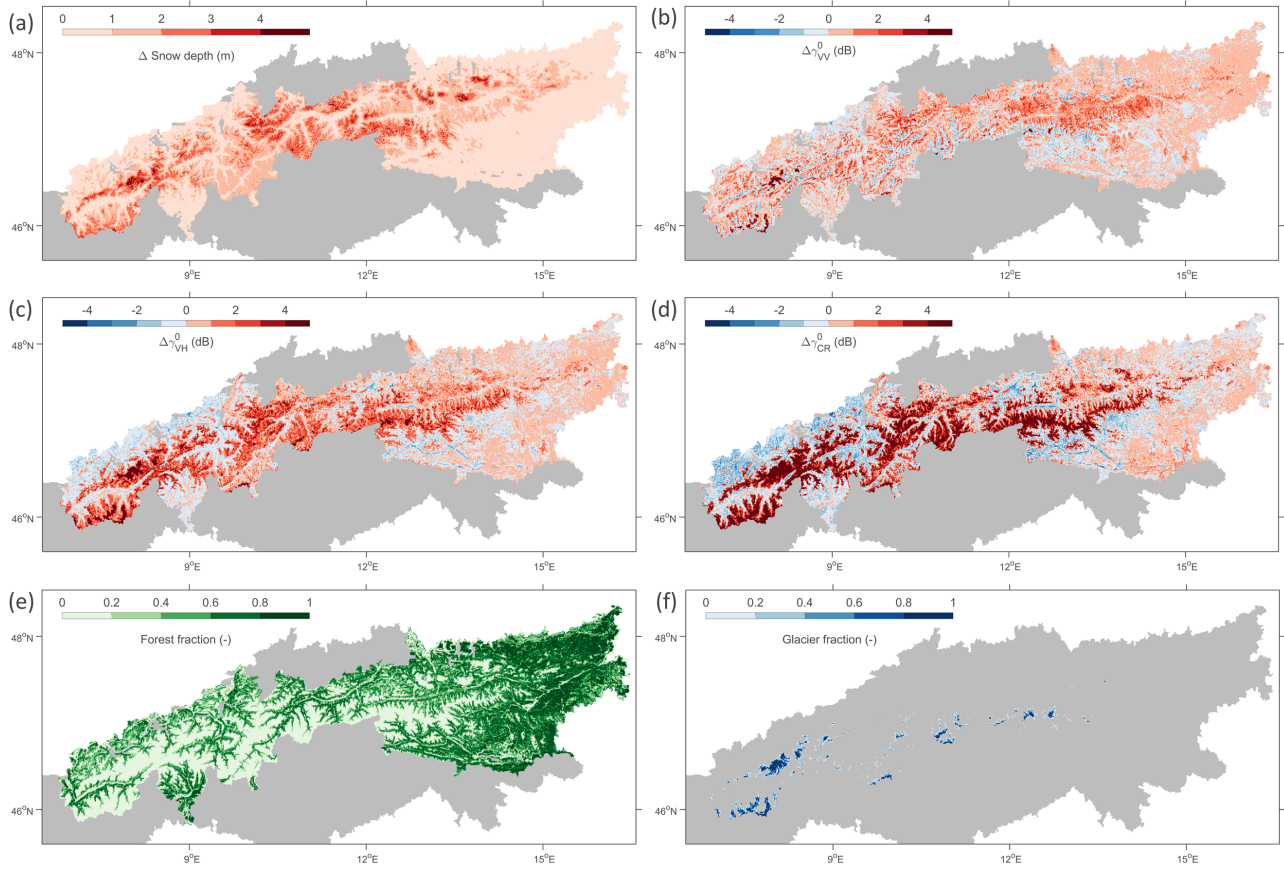 (a)
0 1 2 3 4
Δ Snow depth (m)
48°N
46°N
9°E 12°E 15°E
(b)
-4 -2 0 2 4
Δγ⁰VV (dB)
48°N
46°N
9°E 12°E 15°E
(c)
-4 -2 0 2 4
Δγ⁰VH (dB)
48°N
46°N
9°E 12°E 15°E
(d)
-4 -2 0 2 4
Δγ⁰CR (dB)
48°N
46°N
9°E 12°E 15°E
(e)
0 0.2 0.4 0.6 0.8 1
Forest fraction (-)
48°N
46°N
9°E 12°E 15°E
(f)
0 0.2 0.4 0.6 0.8 1
Glacier fraction (-)
48°N
46°N
9°E 12°E 15°E